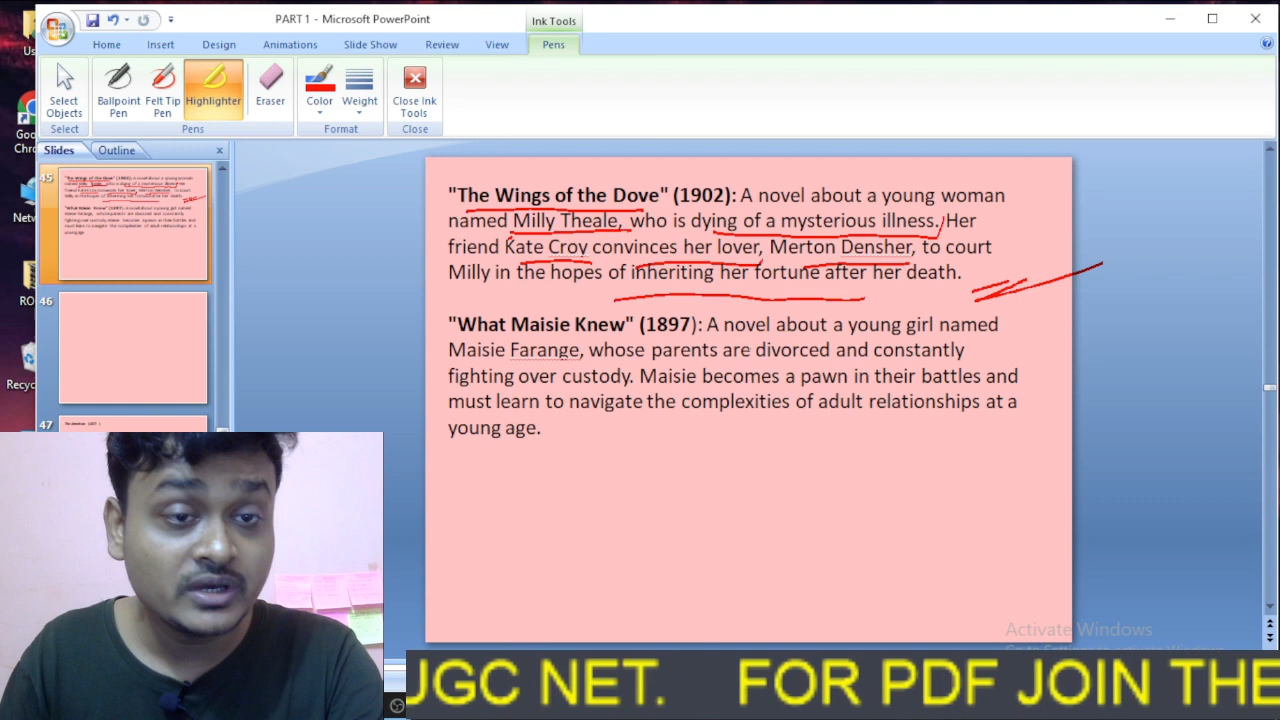 PART 1 - Microsoft PowerPoint
Ink Tools
Home Insert Design Animations Slide Show Review View Pens
Select Objects
Ballpoint Pen
Felt Tip Pen
Highlighter
Eraser
Color
Weight
Close Ink Tools
Select Pens Format Close
Slides Outline
45
46
47
"The Wings of the Dove" (1902): A novel about a young woman
named Milly Theale, who is dying of a mysterious illness. Her
friend Kate Croy convinces her lover, Merton Densher, to court
Milly in the hopes of inheriting her fortune after her death.
"What Maisie Knew" (1897): A novel about a young girl named
Maisie Farange, whose parents are divorced and constantly
fighting over custody. Maisie becomes a pawn in their battles and
must learn to navigate the complexities of adult relationships at a
young age.
Activate Windows
JGC NET. FOR PDF JOIN THE